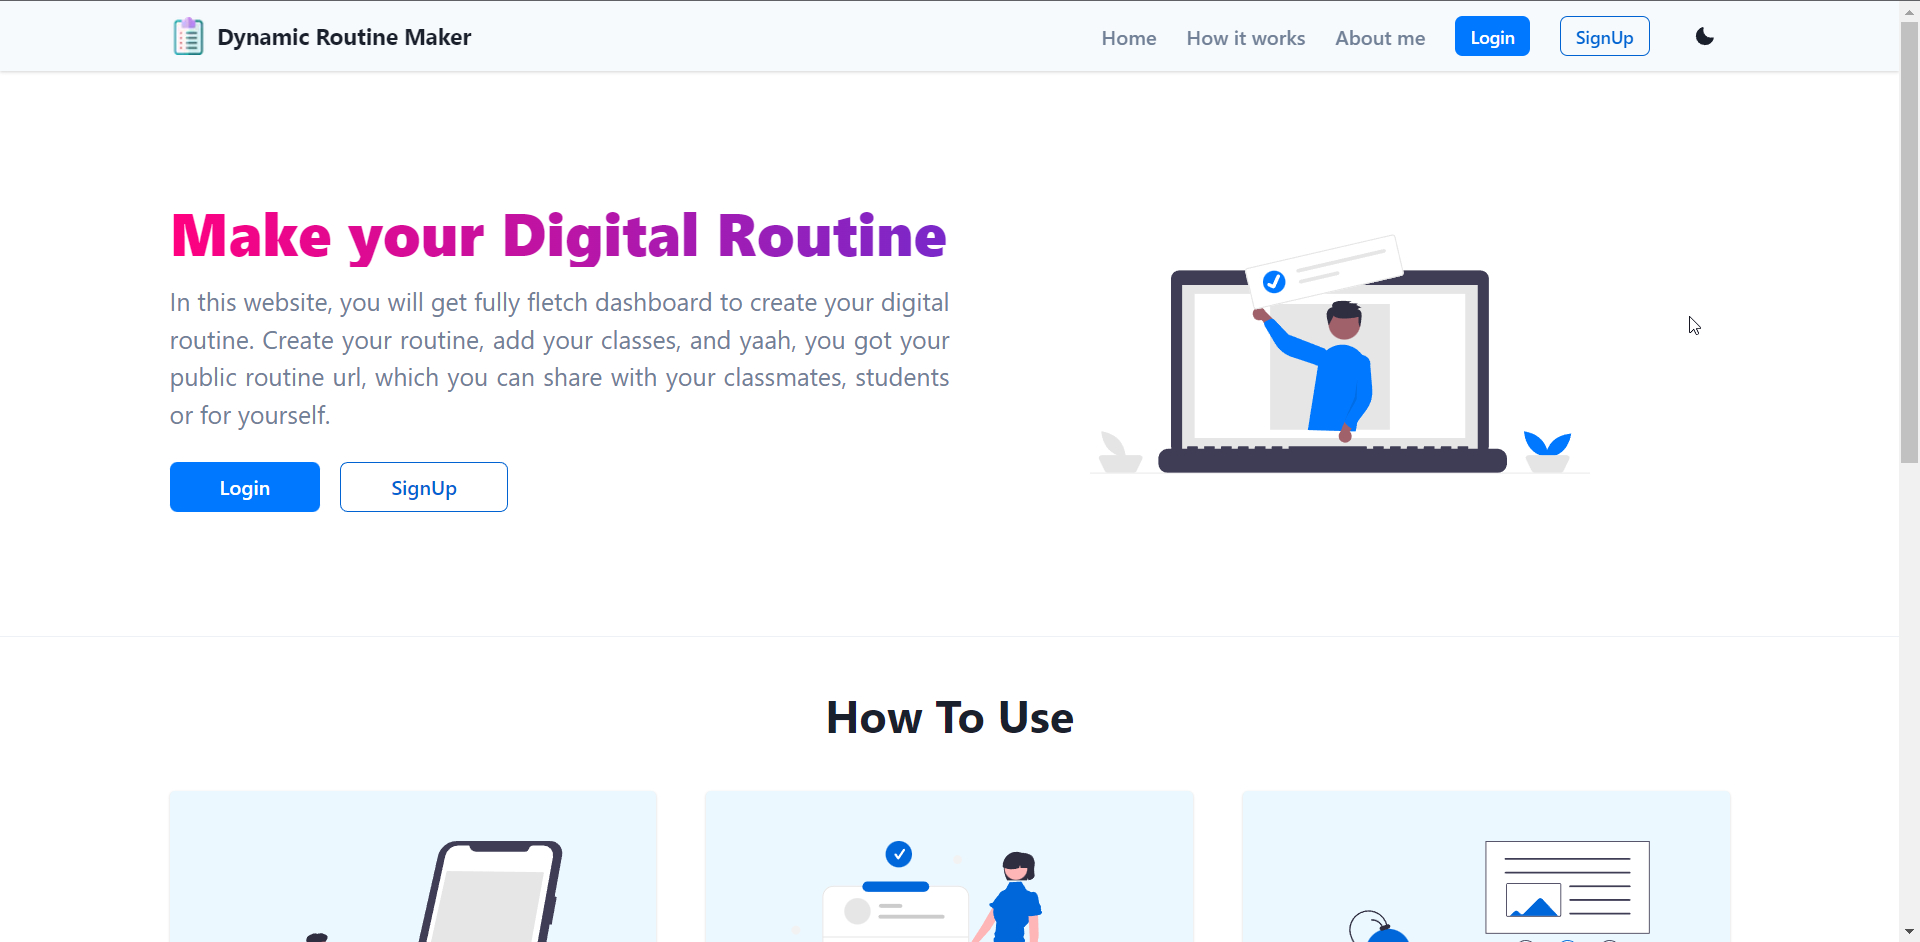 Dynamic Routine Maker
Home
How it works
About me
Login
SignUp
Make your Digital Routine
In this website, you will get fully fletch dashboard to create your digital
routine. Create your routine, add your classes, and yaah, you got your
public routine url, which you can share with your classmates, students
or for yourself.
Login
SignUp
How To Use